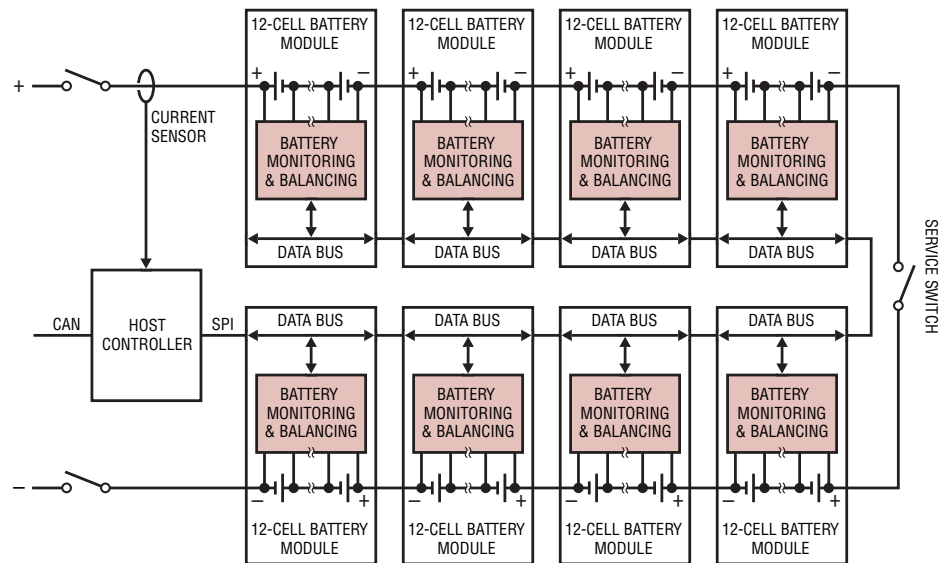 12-CELL BATTERY
MODULE
12-CELL BATTERY
MODULE
12-CELL BATTERY
MODULE
12-CELL BATTERY
MODULE
+
+ −
+ −
+ −
+ −
CURRENT
SENSOR
BATTERY
MONITORING
& BALANCING
BATTERY
MONITORING
& BALANCING
BATTERY
MONITORING
& BALANCING
BATTERY
MONITORING
& BALANCING
DATA BUS
DATA BUS
DATA BUS
DATA BUS
SERVICE SWITCH
CAN
HOST
CONTROLLER
SPI
DATA BUS
DATA BUS
DATA BUS
DATA BUS
BATTERY
MONITORING
& BALANCING
BATTERY
MONITORING
& BALANCING
BATTERY
MONITORING
& BALANCING
BATTERY
MONITORING
& BALANCING
−
− +
− +
− +
− +
12-CELL BATTERY
MODULE
12-CELL BATTERY
MODULE
12-CELL BATTERY
MODULE
12-CELL BATTERY
MODULE